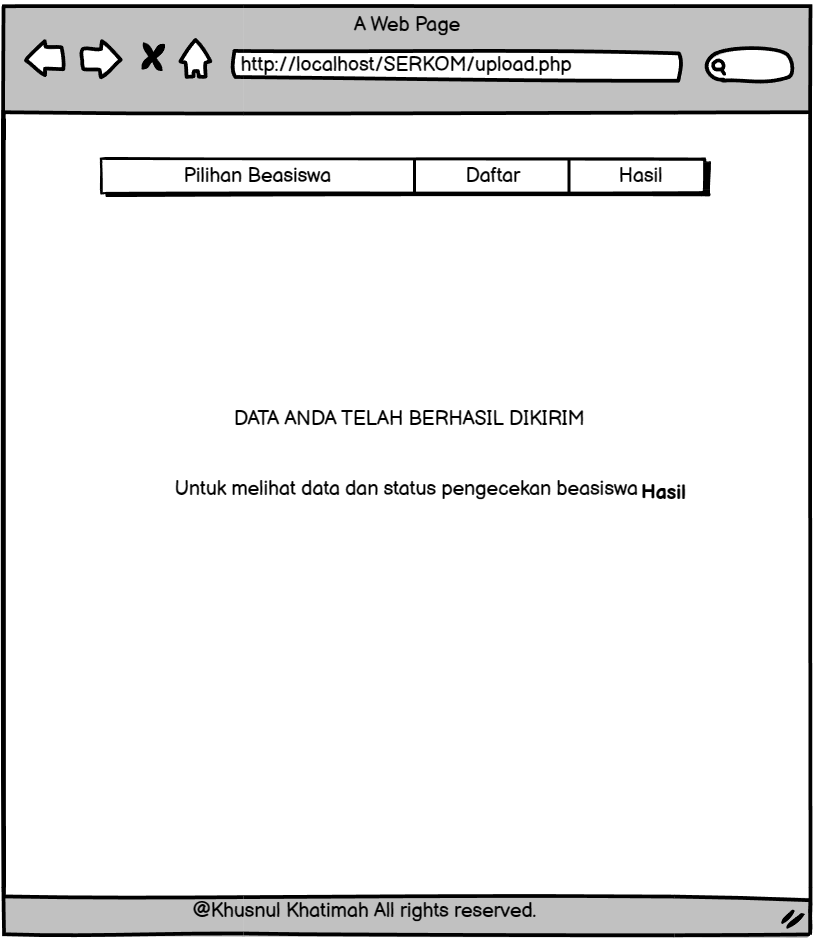 A Web Page
http://localhost/SERKOM/upload.php
Pilihan Beasiswa Daftar Hasil
DATA ANDA TELAH BERHASIL DIKIRIM
Untuk melihat data dan status pengecekan beasiswa Hasil
@Khusnul Khatimah All rights reserved.